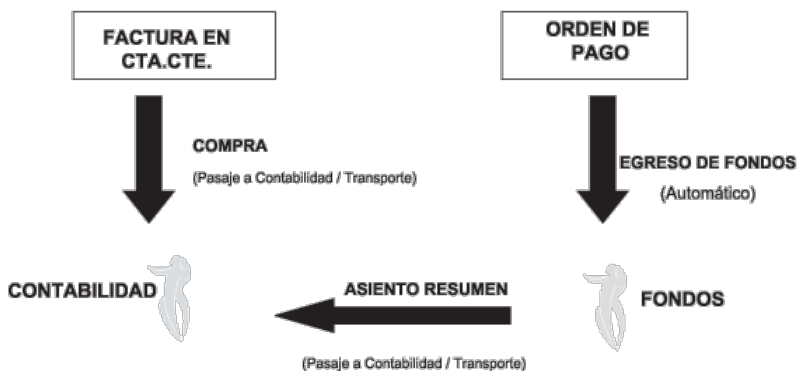 FACTURA EN
CTA.CTE.
ORDEN DE
PAGO
COMPRA
(Pasaje a Contabilidad / Transporte)
EGRESO DE FONDOS
(Automático)
CONTABILIDAD
ASIENTO RESUMEN
FONDOS
(Pasaje a Contabilidad / Transporte)